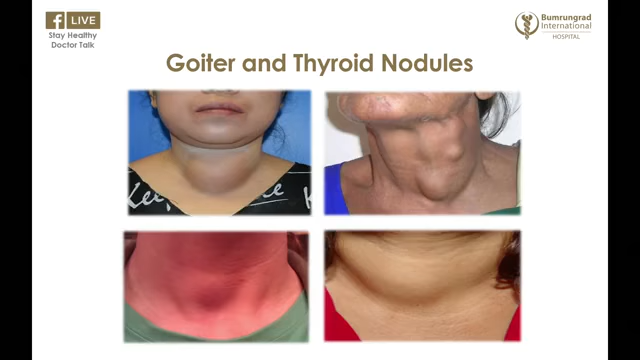 f LIVE
Stay Healthy
Doctor Talk
Bumrungrad
International
HOSPITAL
Goiter and Thyroid Nodules